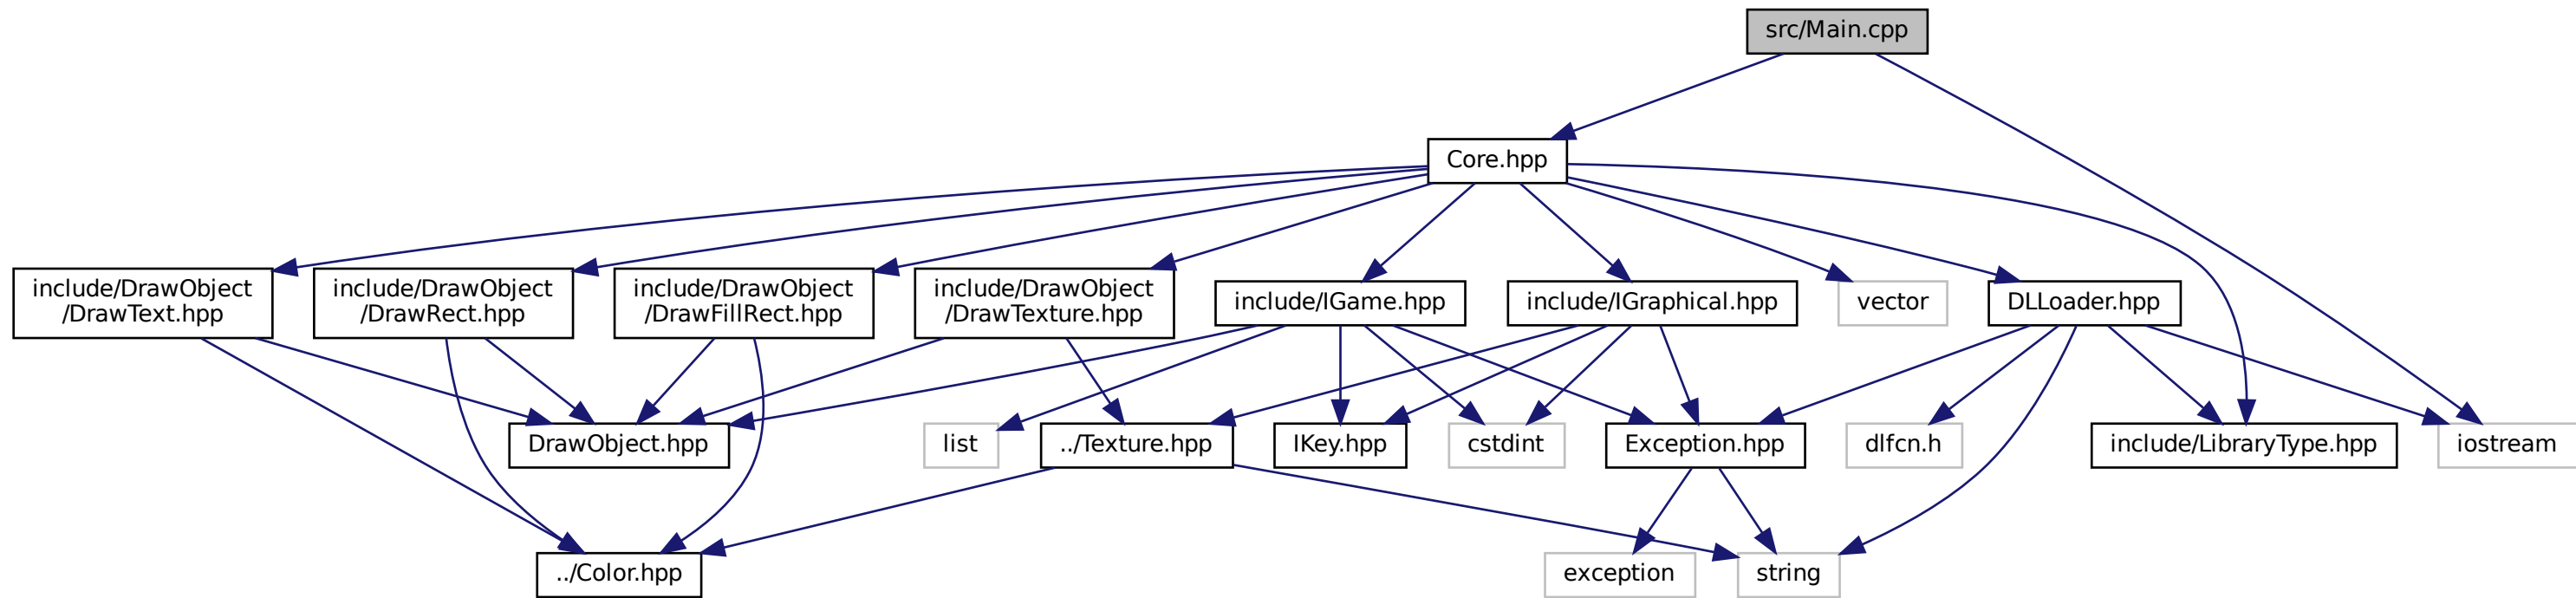 src/Main.cpp
Core.hpp
include/DrawObject
/DrawText.hpp
include/DrawObject
/DrawRect.hpp
include/DrawObject
/DrawFillRect.hpp
include/DrawObject
/DrawTexture.hpp
include/IGame.hpp
include/IGraphical.hpp
vector
DLLoader.hpp
DrawObject.hpp
list
../Texture.hpp
IKey.hpp
cstdint
Exception.hpp
dlfcn.h
include/LibraryType.hpp
iostream
../Color.hpp
exception
string